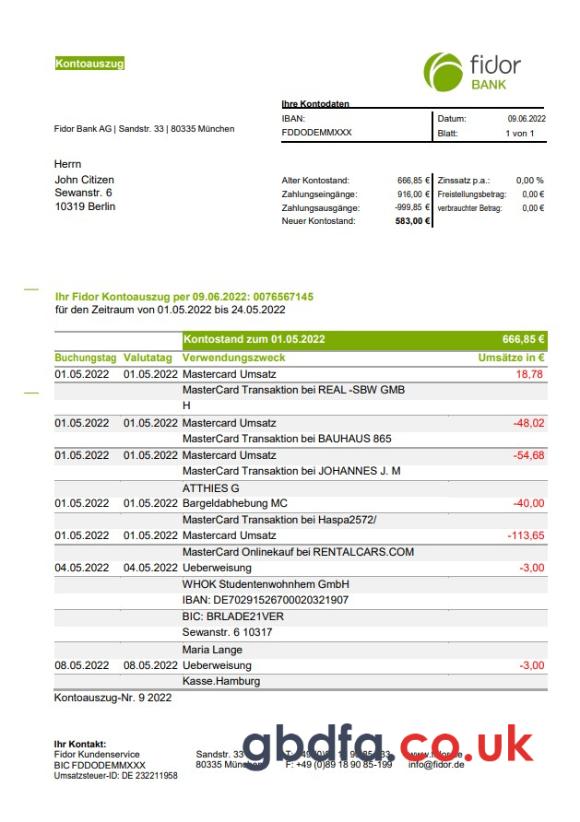 Kontoauszug
fidor
BANK
Ihre Kontodaten
IBAN: Datum: 09.06.2022
FDDODEMMXXX Blatt: 1 von 1
Fidor Bank AG | Sandstr. 33 | 80335 München
Herrn
John Citizen
Sewanstr. 6
10319 Berlin
Alter Kontostand: 666,85 € Zinssatz p.a.: 0,00 %
Zahlungseingänge: 916,00 € Freistellungsbetrag: 0,00 €
Zahlungsausgänge: -999,85 € verbrauchter Betrag: 0,00 €
Neuer Kontostand: 583,00 €
Ihr Fidor Kontoauszug per 09.06.2022: 0076567145
für den Zeitraum von 01.05.2022 bis 24.05.2022
Kontostand zum 01.05.2022 666,85 €
Buchungstag Valutatag Verwendungszweck Umsätze in €
01.05.2022 01.05.2022 Mastercard Umsatz 18,78
MasterCard Transaktion bei REAL -SBW GMB
H
01.05.2022 01.05.2022 Mastercard Umsatz -48,02
MasterCard Transaktion bei BAUHAUS 865
01.05.2022 01.05.2022 Mastercard Umsatz -54,68
MasterCard Transaktion bei JOHANNES J. M
ATTHIES G
01.05.2022 01.05.2022 Bargeldabhebung MC -40,00
MasterCard Transaktion bei Haspa2572/
01.05.2022 01.05.2022 Mastercard Umsatz -113,65
MasterCard Onlinekauf bei RENTALCARS.COM
04.05.2022 04.05.2022 Ueberweisung -3,00
WHOK Studentenwohnhem GmbH
IBAN: DE70291526700020321907
BIC: BRLADE21VER
Sewanstr. 6 10317
Maria Lange
08.05.2022 08.05.2022 Ueberweisung -3,00
Kasse.Hamburg
Kontoauszug-Nr. 9 2022
gbdfa.co.uk
Ihr Kontakt:
Fidor Kundenservice Sandstr. 33
BIC FDDODEMMXXX 80335 München F: +49 (0)89 18 90 85-199 info@fidor.de
Umsatzsteuer-ID: DE 232211958